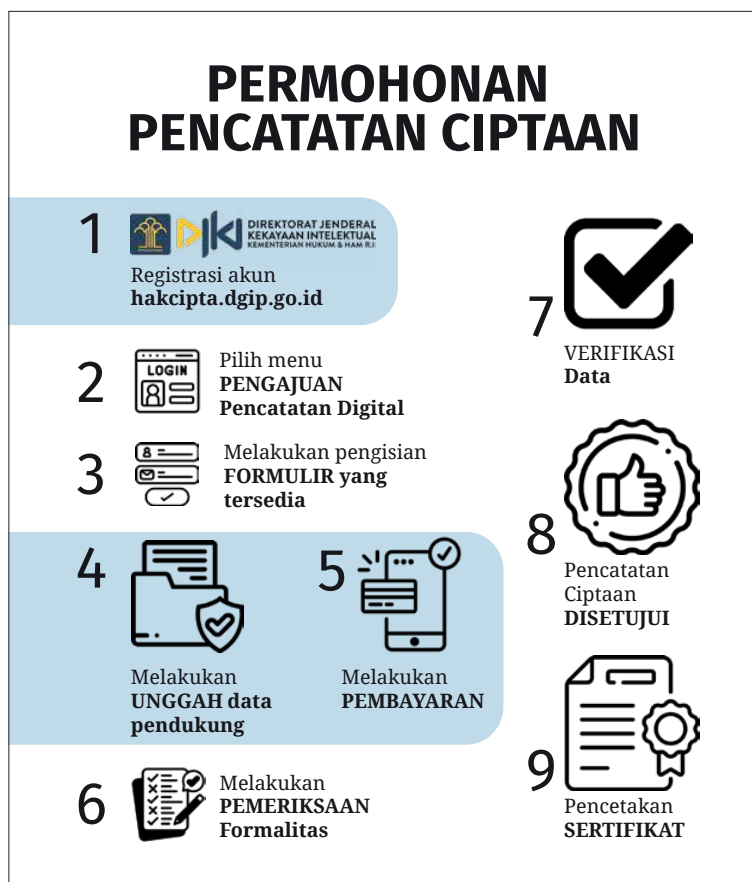 PERMOHONAN
PENCATATAN CIPTAAN
1
DIREKTORAT JENDERAL
KEKAYAAN INTELEKTUAL
KEMENTERIAN HUKUM & HAM R.I
Registrasi akun
hakcipta.dgip.go.id
2
LOGIN
Pilih menu
PENGAJUAN
Pencatatan Digital
3
Melakukan pengisian
FORMULIR yang
tersedia
4
Melakukan
UNGGAH data
pendukung
5
Melakukan
PEMBAYARAN
6
Melakukan
PEMERIKSAAN
Formalitas
7
VERIFIKASI
Data
8
Pencatatan
Ciptaan
DISETUJUI
9
Pencetakan
SERTIFIKAT